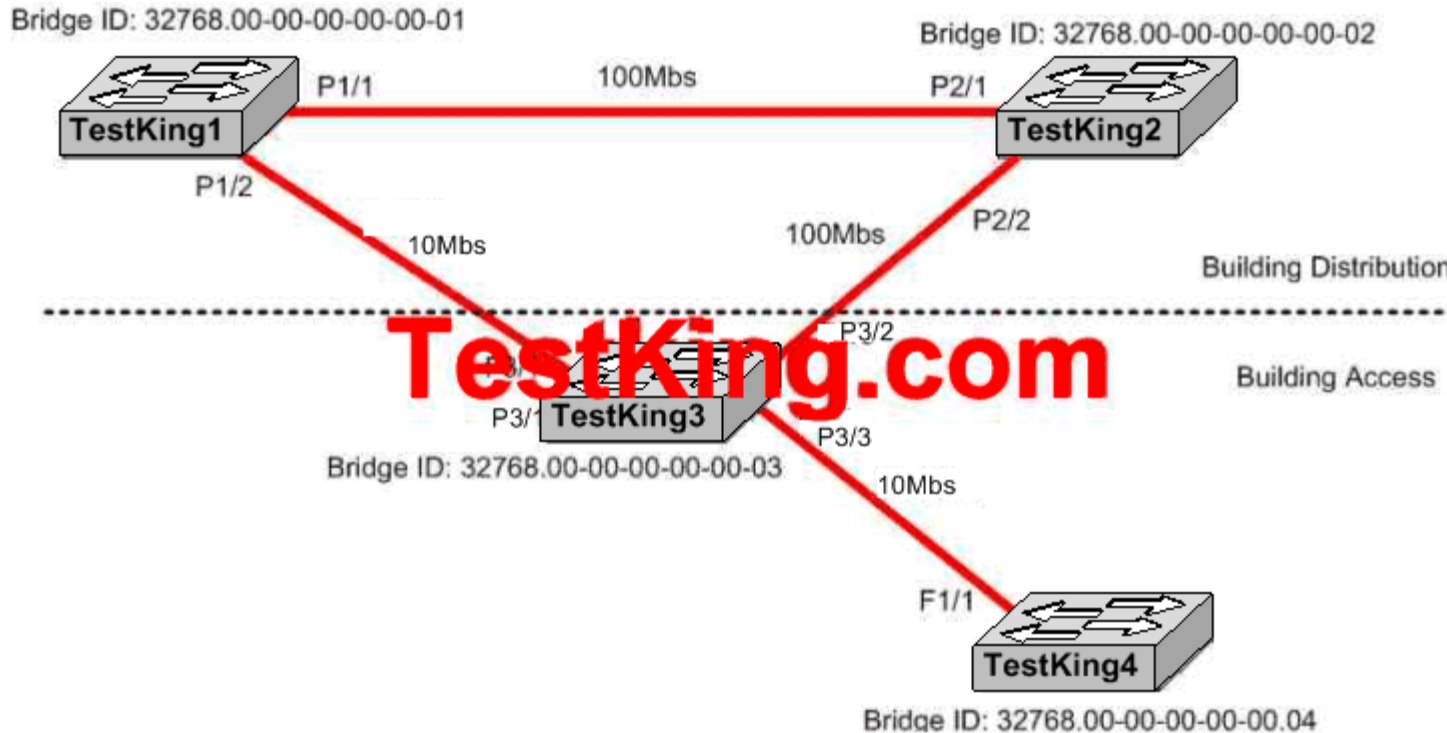 Bridge ID: 32768.00-00-00-00-00-01
Bridge ID: 32768.00-00-00-00-00-02
P1/1
100Mbs
P2/1
TestKing1
TestKing2
P1/2
10Mbs
100Mbs
P2/2
Building Distribution
TestKing.com
P3/2
Building Access
P3/1
TestKing3
P3/3
Bridge ID: 32768.00-00-00-00-00-03
10Mbs
F1/1
TestKing4
Bridge ID: 32768.00-00-00-00-00.04